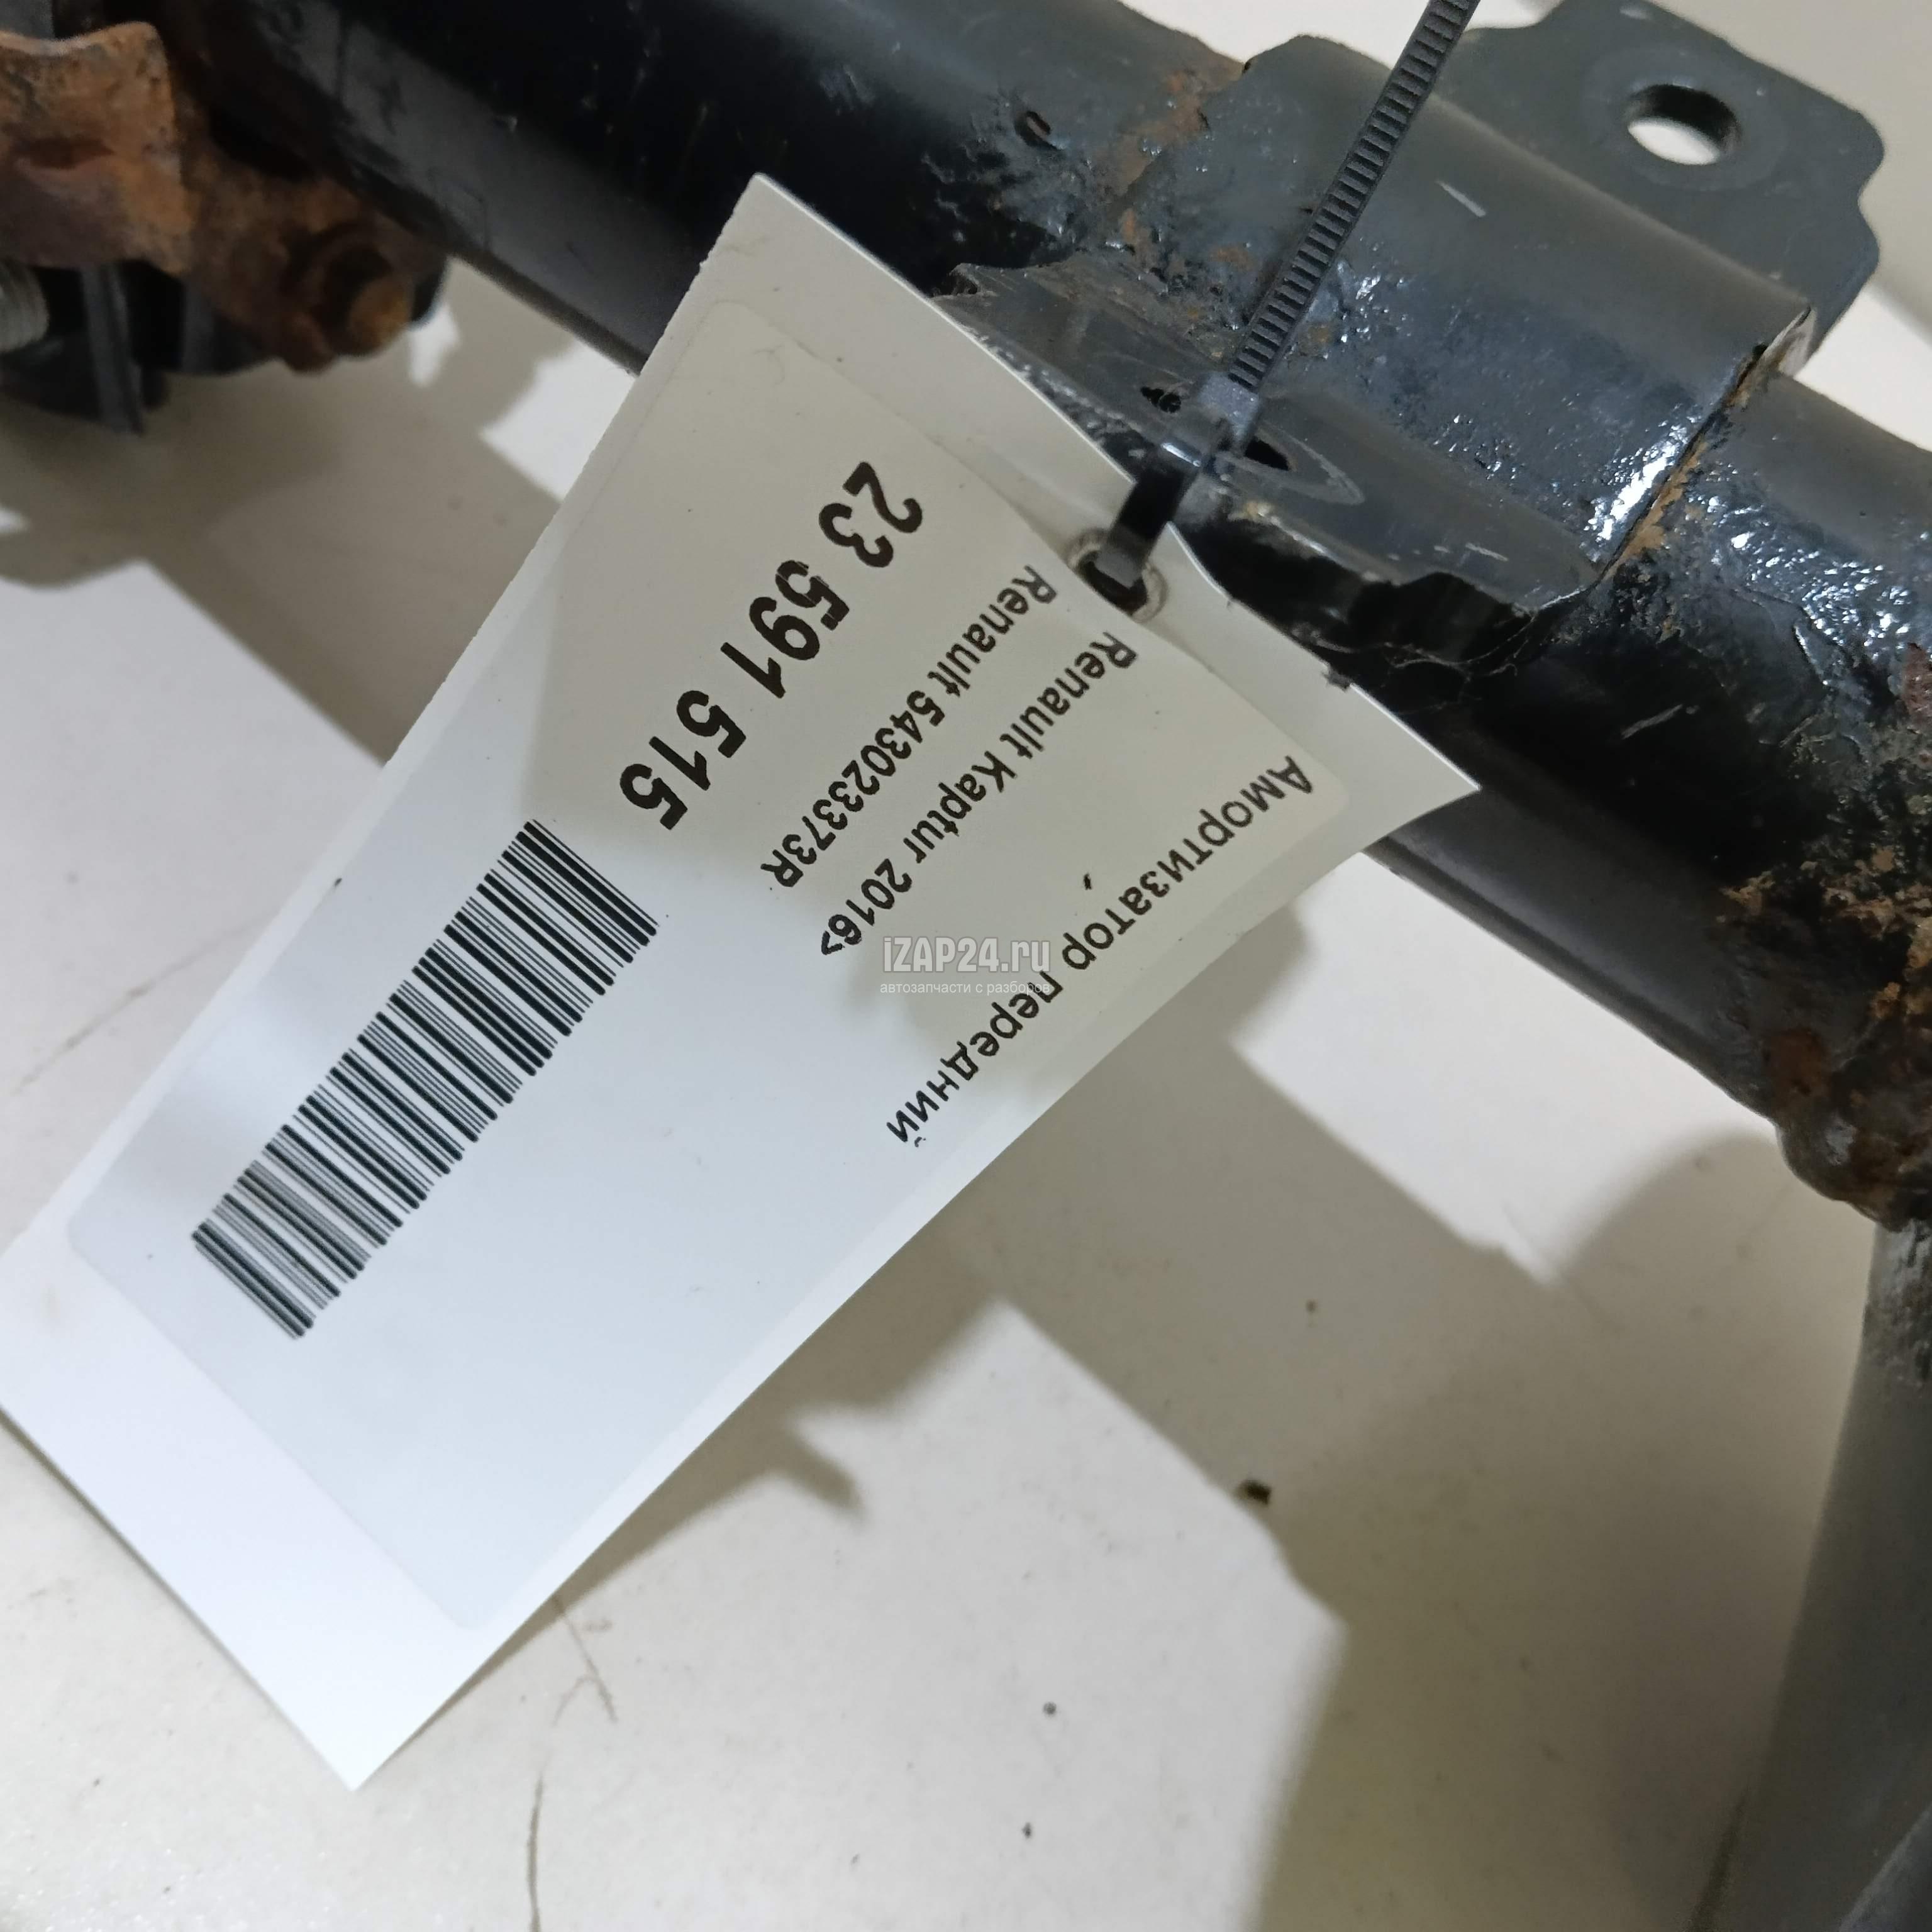 Амортизатор передний
Renault Kaptur 2016>
Renault 543023373R
23 591 515
iZAP24.ru
автозапчасти с разборов